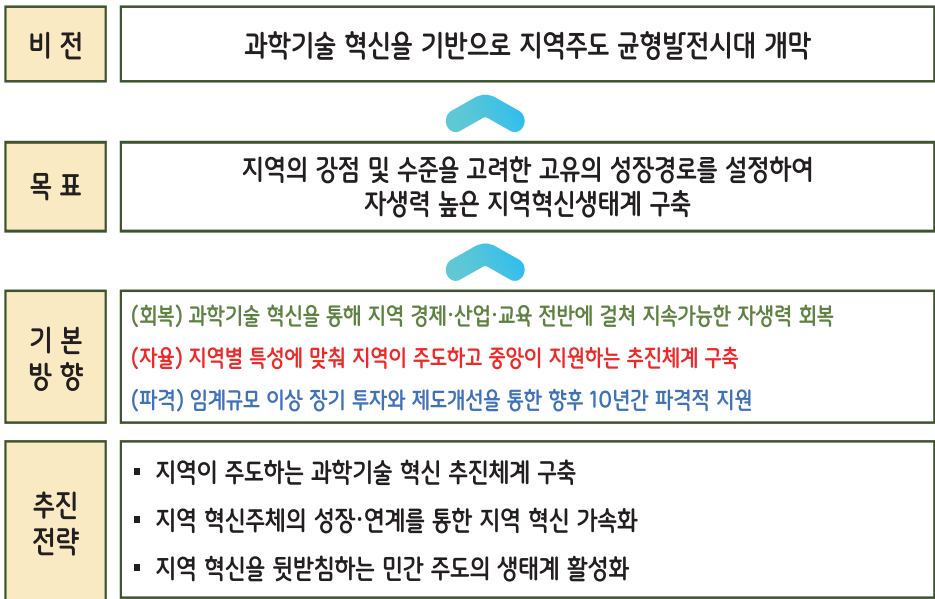 비 전
과학기술 혁신을 기반으로 지역주도 균형발전시대 개막
목 표
지역의 강점 및 수준을 고려한 고유의 성장경로를 설정하여
자생력 높은 지역혁신생태계 구축
기 본
방 향
(회복) 과학기술 혁신을 통해 지역 경제·산업·교육 전반에 걸쳐 지속가능한 자생력 회복
(자율) 지역별 특성에 맞춰 지역이 주도하고 중앙이 지원하는 추진체계 구축
(파격) 임계규모 이상 장기 투자와 제도개선을 통한 향후 10년간 파격적 지원
추진
전략
▪ 지역이 주도하는 과학기술 혁신 추진체계 구축
▪ 지역 혁신주체의 성장·연계를 통한 지역 혁신 가속화
▪ 지역 혁신을 뒷받침하는 민간 주도의 생태계 활성화